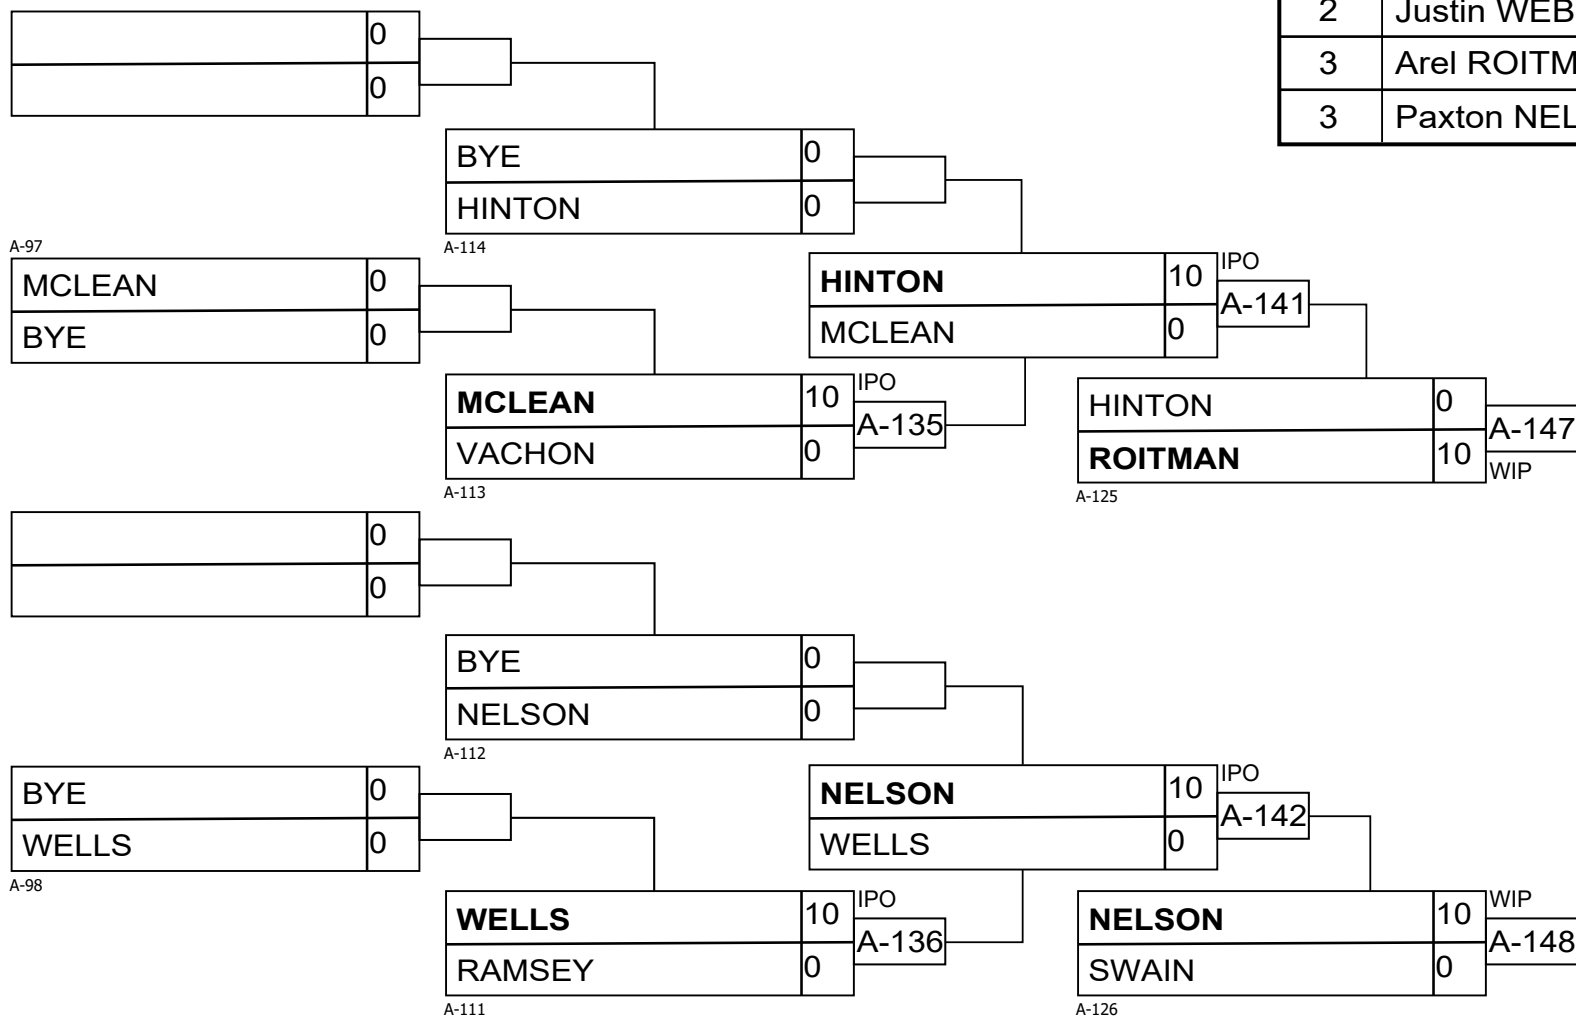 0
0
2 Justin WEB
3 Arel ROITM
3 Paxton NEL
BYE 0
HINTON 0
A-114
A-97
MCLEAN 0
BYE 0
HINTON 10 IPO
A-141
MCLEAN 0
MCLEAN 10 IPO
A-135
VACHON 0
A-113
HINTON 0
A-147
ROITMAN 10 WIP
A-125
0
0
BYE 0
NELSON 0
A-112
BYE 0
WELLS 0
A-98
NELSON 10 IPO
A-142
WELLS 0
WELLS 10 IPO
A-136
RAMSEY 0
A-111
NELSON 10 WIP
A-148
SWAIN 0
A-126